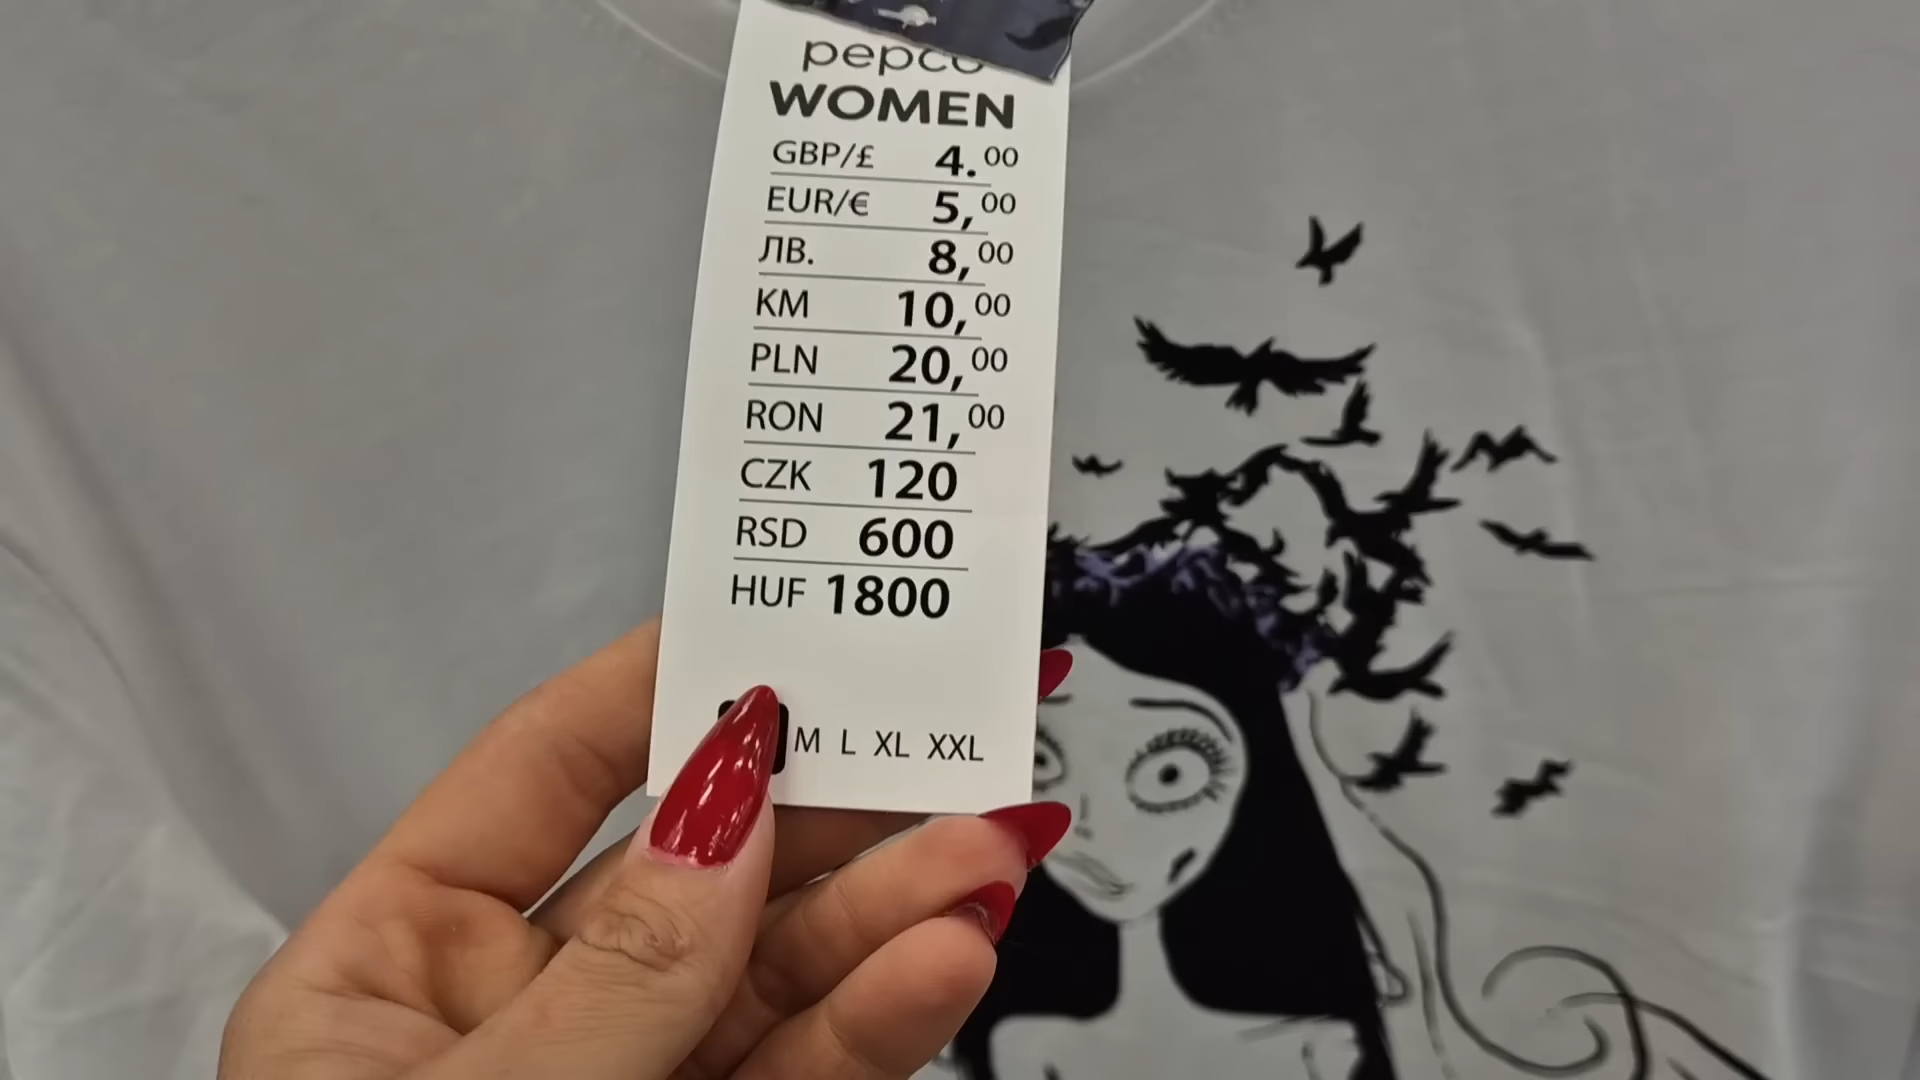 pepco
WOMEN
GBP/£ 4.00
EUR/€ 5,00
ЛВ. 8,00
KM 10,00
PLN 20,00
RON 21,00
CZK 120
RSD 600
HUF 1800
M L XL XXL